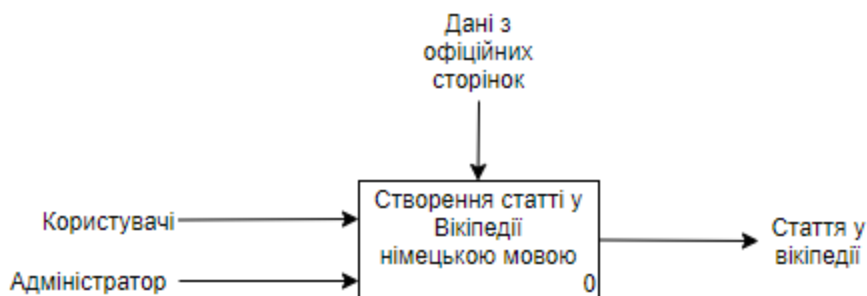 Дані з
офіційних
сторінок
Створення статті у
Вікіпедії
німецькою мовою
0
Користувачі
Адміністратор
Стаття у
вікіпедії